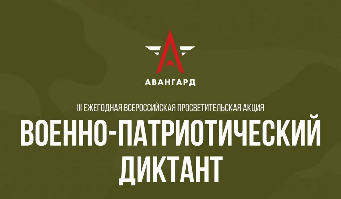 АВАНГАРД
III ЕЖЕГОДНАЯ ВСЕРОССИЙСКАЯ ПРОСВЕТИТЕЛЬСКАЯ АКЦИЯ
ВОЕННО-ПАТРИОТИЧЕСКИЙ
ДИКТАНТ